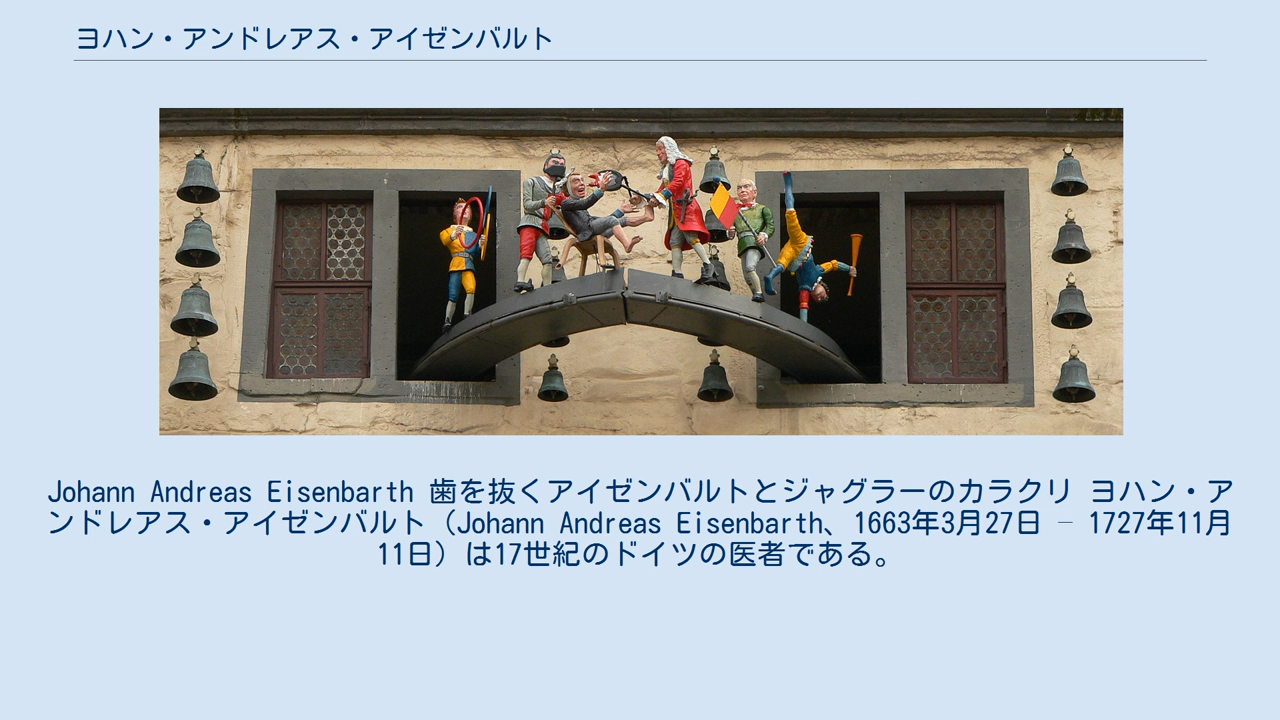 ヨハン・アンドレアス・アイゼンバルト
Johann Andreas Eisenbarth 歯を抜くアイゼンバルトとジャグラーのカラクリ ヨハン・ア
ンドレアス・アイゼンバルト（Johann Andreas Eisenbarth、1663年3月27日 – 1727年11月
11日）は17世紀のドイツの医者である。